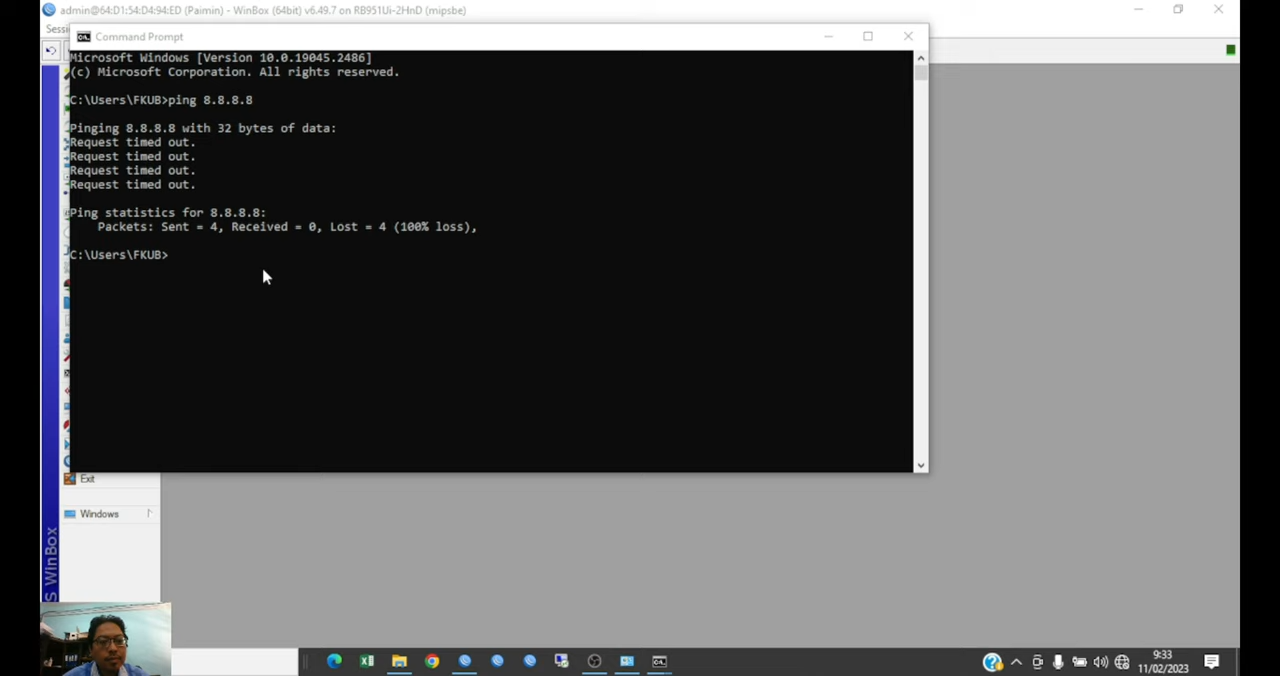 admin@64:D1:54:D4:94:ED (Paimin) - WinBox (64bit) v6.49.7 on RB951Ui-2HnD (mipsbe)
Sessi
Command Prompt
Microsoft Windows [Version 10.0.19045.2486]
(c) Microsoft Corporation. All rights reserved.
C:\Users\FKUB>ping 8.8.8.8
Pinging 8.8.8.8 with 32 bytes of data:
Request timed out.
Request timed out.
Request timed out.
Request timed out.
Ping statistics for 8.8.8.8:
Packets: Sent = 4, Received = 0, Lost = 4 (100% loss),
C:\Users\FKUB>
Exit
Windows
S WinBox
9:33
11/02/2023